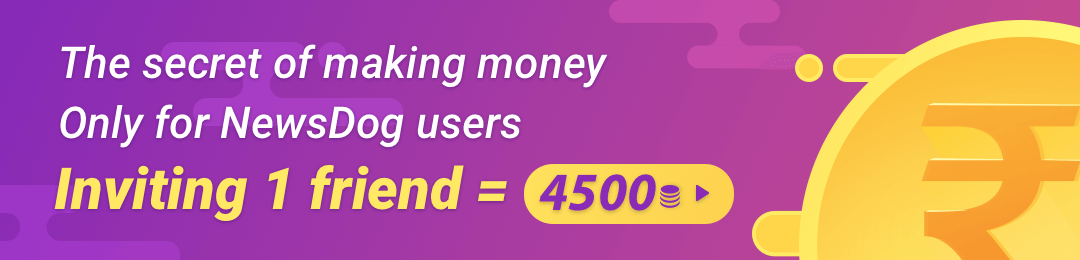 The secret of making money
Only for NewsDog users
Inviting 1 friend = 4500
₹